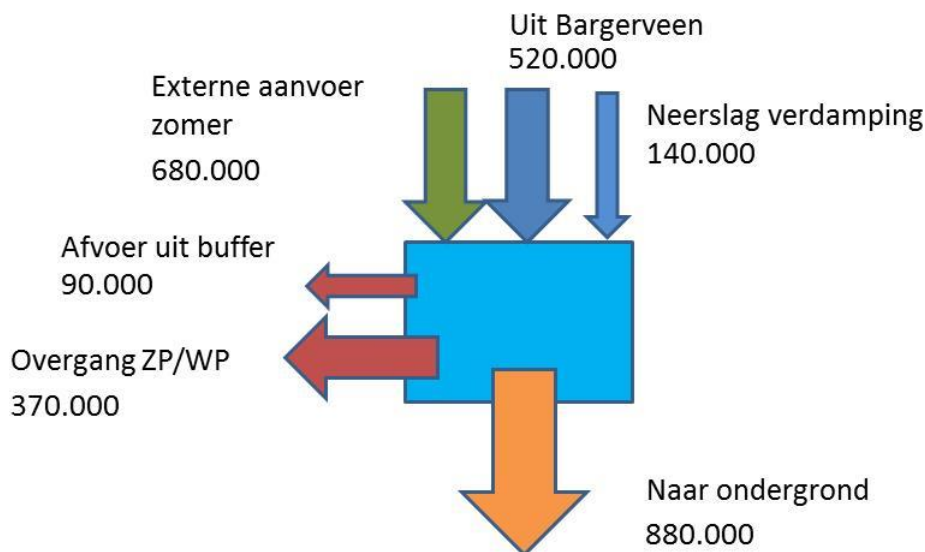 Uit Bargerveen
520.000
Externe aanvoer
zomer
680.000
Neerslag verdamping
140.000
Afvoer uit buffer
90.000
Overgang ZP/WP
370.000
Naar ondergrond
880.000